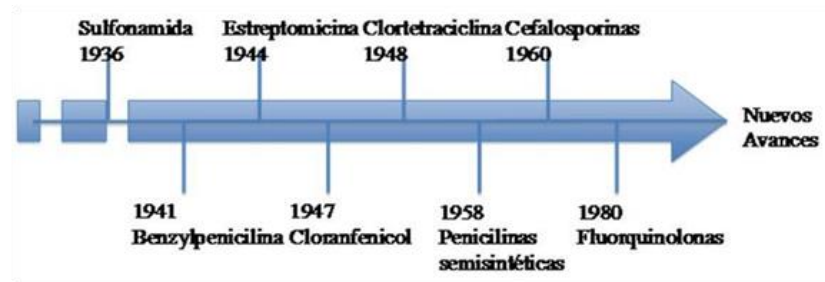 Sulfonamida
1936
Estreptomicina
1944
Clortetraciclina
1948
Cefalosporinas
1960
Nuevos
Avances
1941
Benzylpenicilina
1947
Cloranfenicol
1958
Penicilinas
semisintéticas
1980
Fluorquinolonas